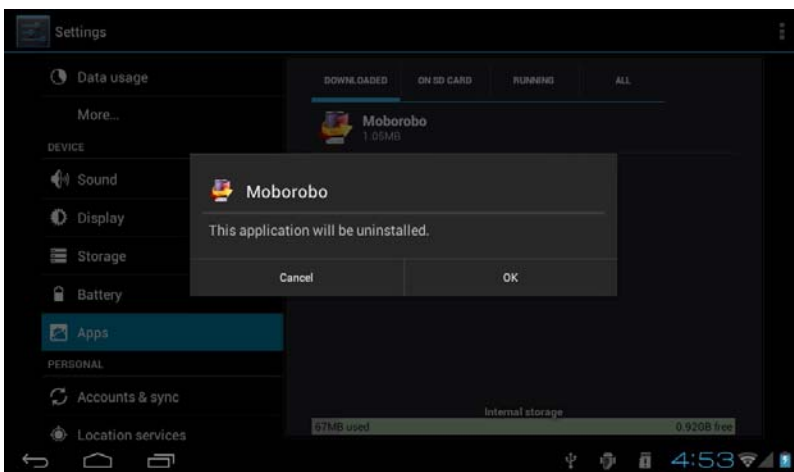 Settings
Data usage
More...
DEVICE
Sound
Display
Storage
Battery
Apps
PERSONAL
Accounts & sync
Location services
DOWNLOADED ON SD CARD RUNNING ALL
Moborobo
1.05MB
Moborobo
This application will be uninstalled.
Cancel OK
Internal storage
67MB used 0.92GB free
4:53